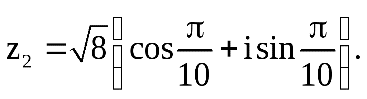 z₂ = √8 ( cos π/10 + i sin π/10 ).